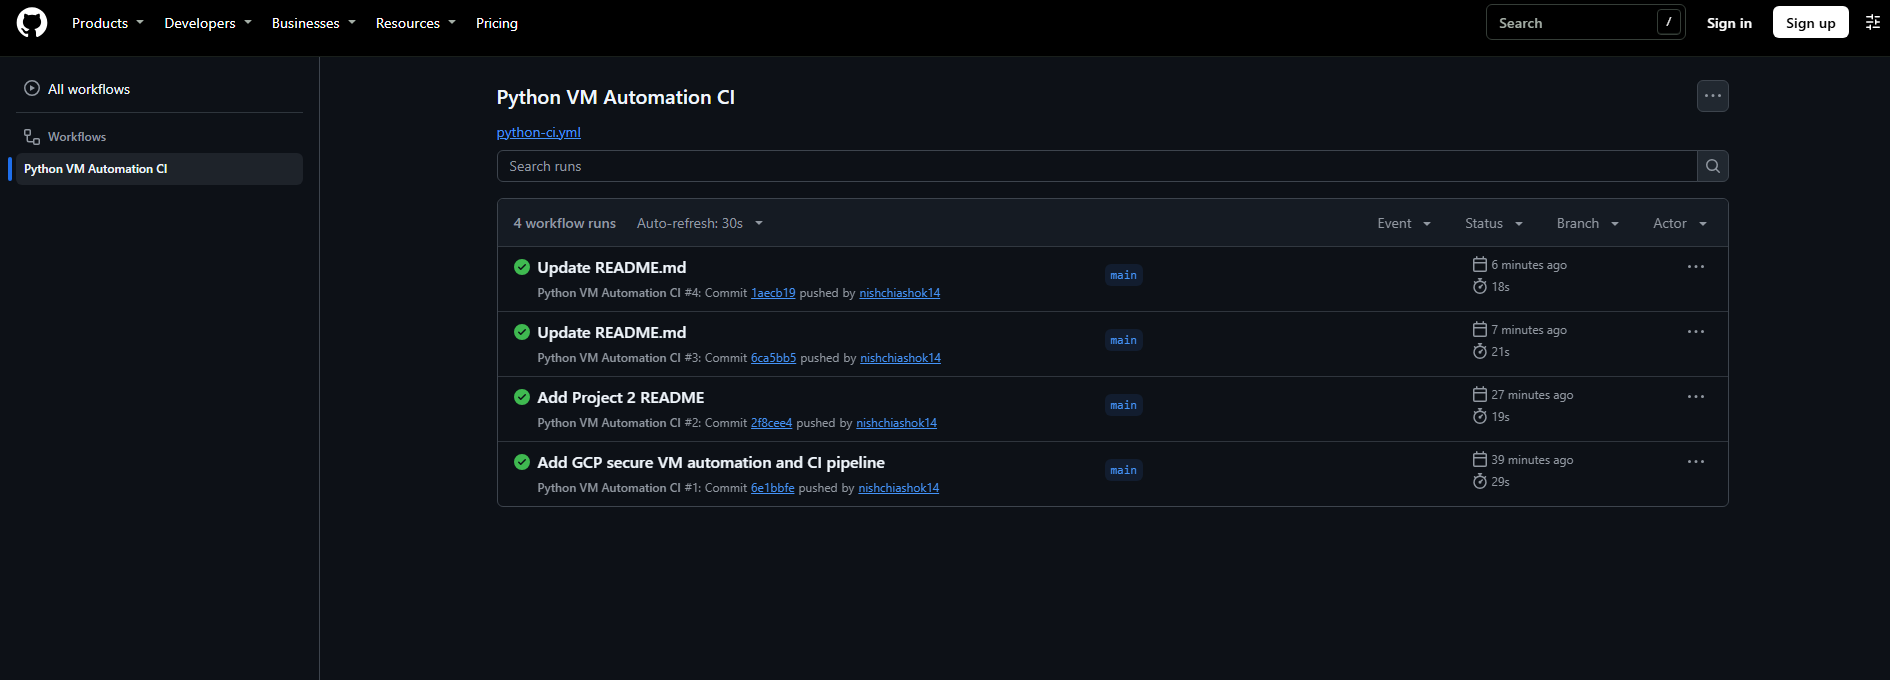 Products Developers Businesses Resources Pricing Search / Sign in Sign up
All workflows
Workflows
Python VM Automation CI
Python VM Automation CI
python-ci.yml
Search runs
4 workflow runs Auto-refresh: 30s Event Status Branch Actor
Update README.md
Python VM Automation CI #4: Commit 1aecb19 pushed by nishchiashok14
main
6 minutes ago
18s
Update README.md
Python VM Automation CI #3: Commit 6ca5bb5 pushed by nishchiashok14
main
7 minutes ago
21s
Add Project 2 README
Python VM Automation CI #2: Commit 2f8cee4 pushed by nishchiashok14
main
27 minutes ago
19s
Add GCP secure VM automation and CI pipeline
Python VM Automation CI #1: Commit 6e1bbfe pushed by nishchiashok14
main
39 minutes ago
29s